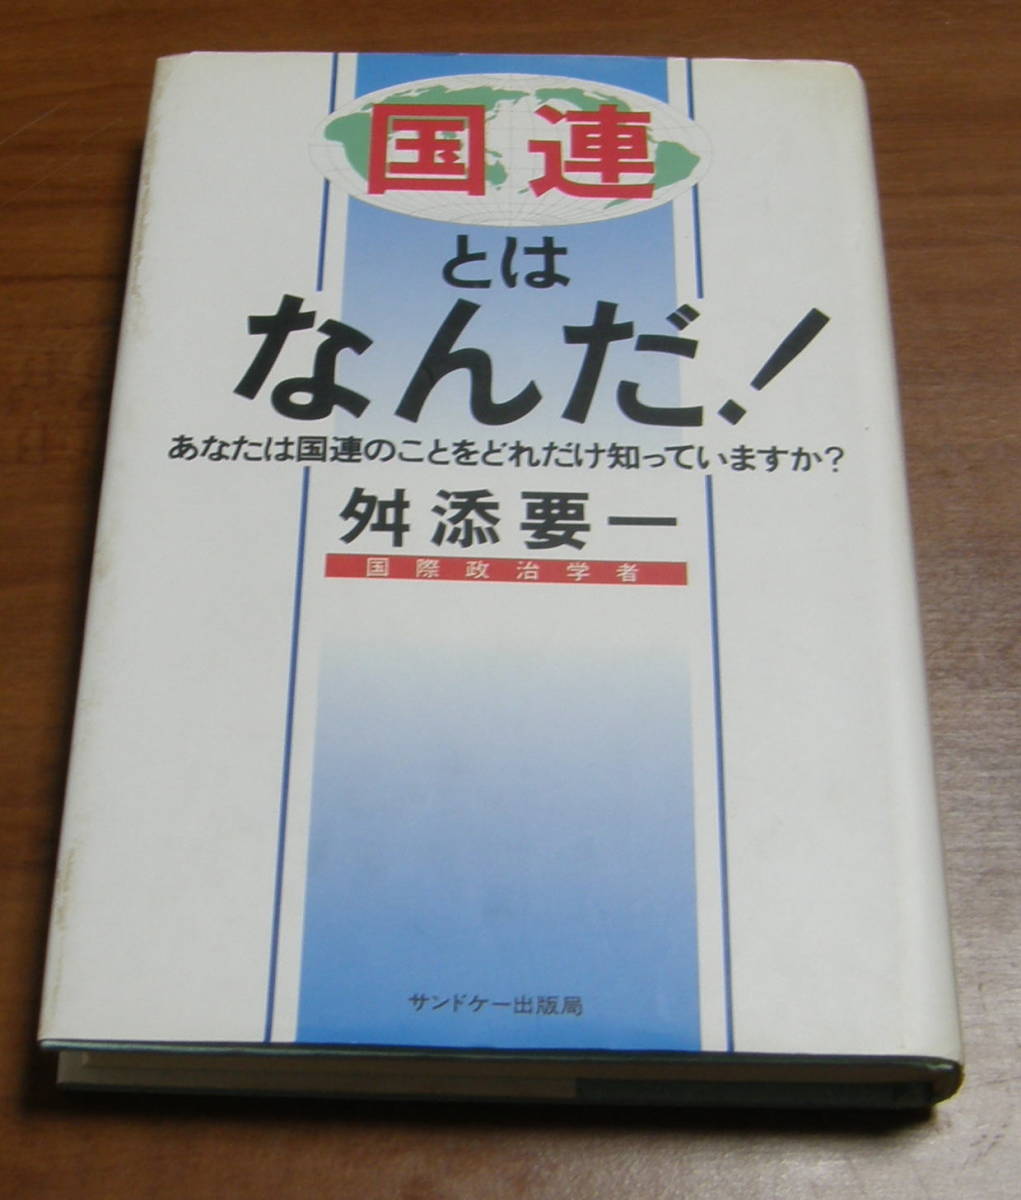 国連
とは
なんだ!
あなたは国連のことをどれだけ知っていますか?
舛添要一
国際政治学者
サンドケー出版局